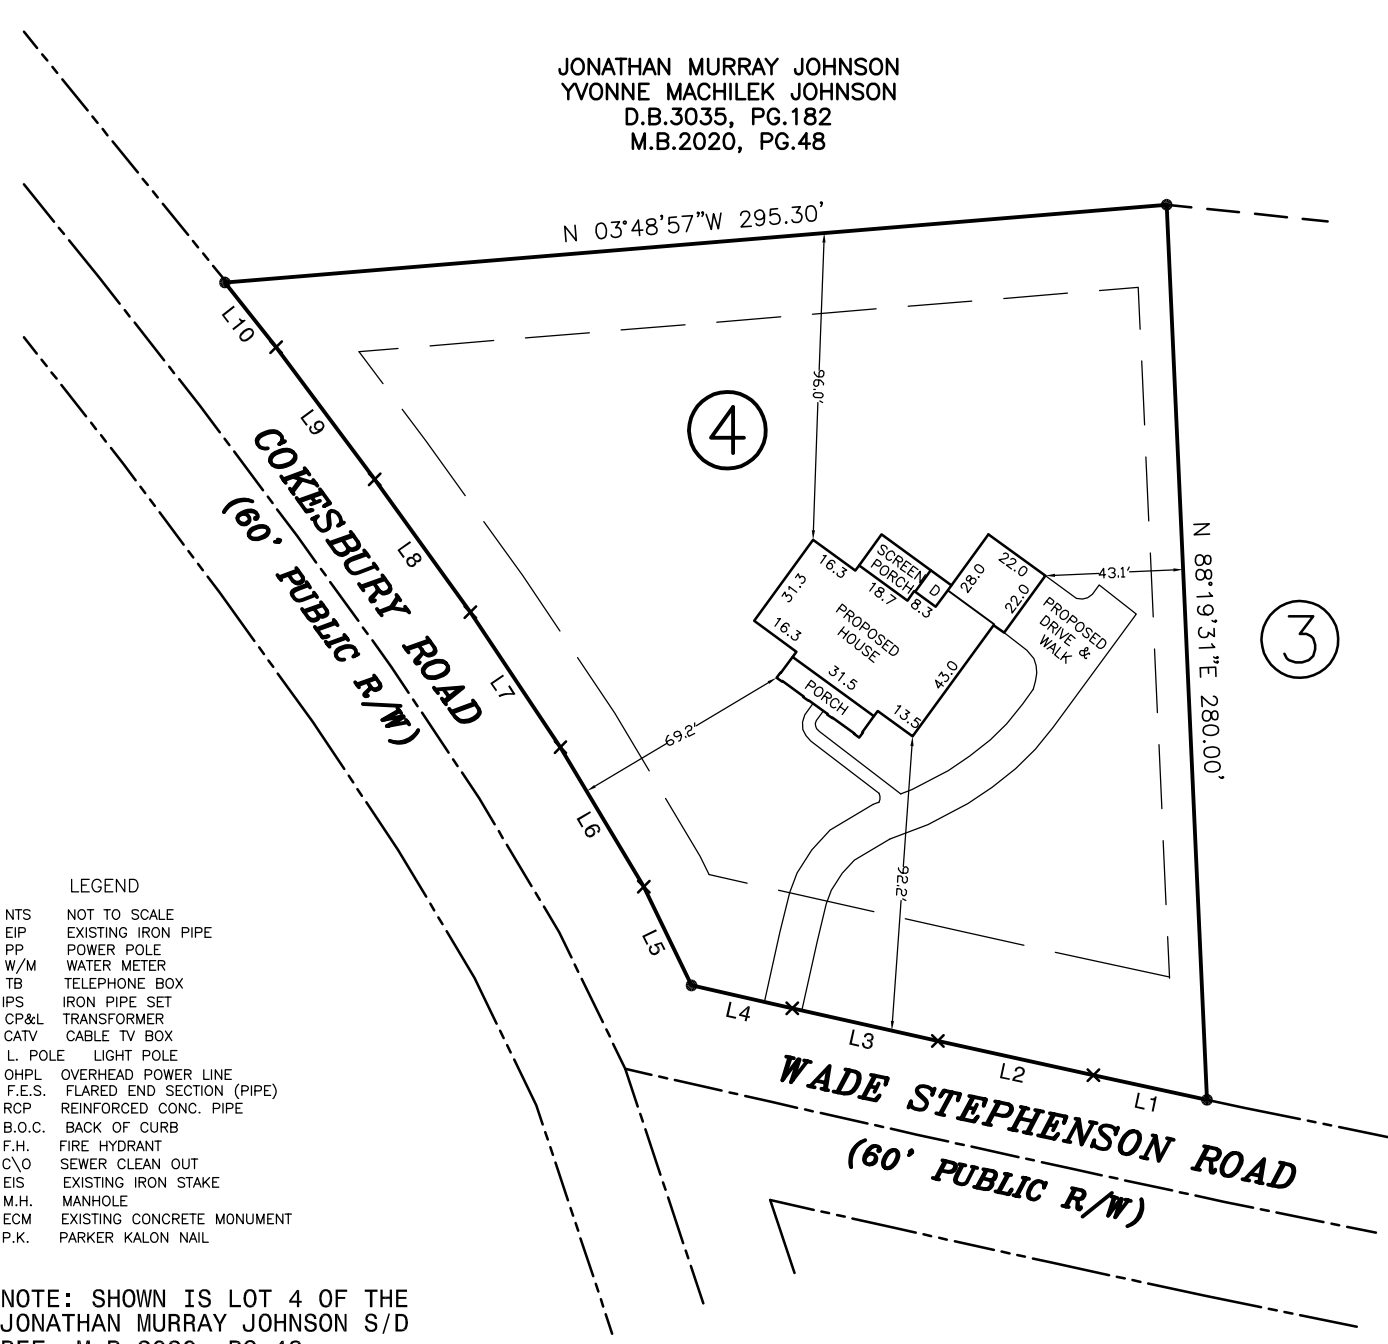 JONATHAN MURRAY JOHNSON
YVONNE MACHILEK JOHNSON
D.B.3035, PG.182
M.B.2020, PG.48
N 03°48'57"W 295.30'
L10
L9
L8
L7
L6
L5
L4
L3
L2
L1
COKESBURY ROAD
(60' PUBLIC R/W)
96.0'
4
3
N 88°19'31"E 280.00'
43.1'
69.2'
92.2'
16.3
31.3
16.3
SCREEN
PORCH
D
18.7
8.3
28.0
22.0
22.0
PROPOSED
HOUSE
31.5
43.0
13.5
PORCH
PROPOSED
DRIVE &
WALK
WADE STEPHENSON ROAD
(60' PUBLIC R/W)
LEGEND
NTS NOT TO SCALE
EIP EXISTING IRON PIPE
PP POWER POLE
W/M WATER METER
TB TELEPHONE BOX
IPS IRON PIPE SET
CP&L TRANSFORMER
CATV CABLE TV BOX
L. POLE LIGHT POLE
OHPL OVERHEAD POWER LINE
F.E.S. FLARED END SECTION (PIPE)
RCP REINFORCED CONC. PIPE
B.O.C. BACK OF CURB
F.H. FIRE HYDRANT
C\O SEWER CLEAN OUT
EIS EXISTING IRON STAKE
M.H. MANHOLE
ECM EXISTING CONCRETE MONUMENT
P.K. PARKER KALON NAIL
NOTE: SHOWN IS LOT 4 OF THE
JONATHAN MURRAY JOHNSON S/D